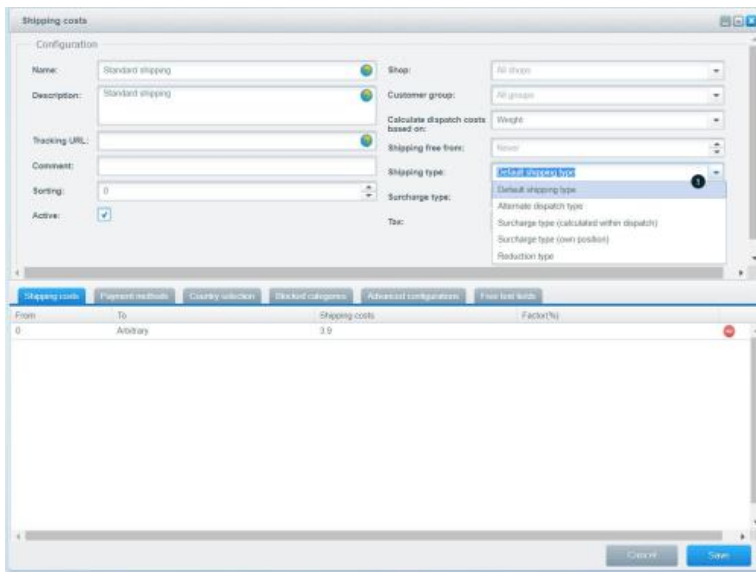 Shipping costs
Configuration
Name:
Standard shipping
Description:
Standard shipping
Tracking URL:
Comment:
Sorting:
0
Active:
Shop:
All shops
Customer group:
All groups
Calculate dispatch costs
based on:
Weight
Shipping free from:
Never
Shipping type:
Default shipping type
1
Default shipping type
Alternate dispatch type
Surcharge type (calculated within dispatch)
Surcharge type (own position)
Reduction type
Surcharge type:
Tax:
Shipping costs
Payment methods
Country selection
Blocked categories
Advanced configurations
Free text fields
From
To
Shipping costs
Factor(%)
0
Arbitrary
3.9
Cancel
Save